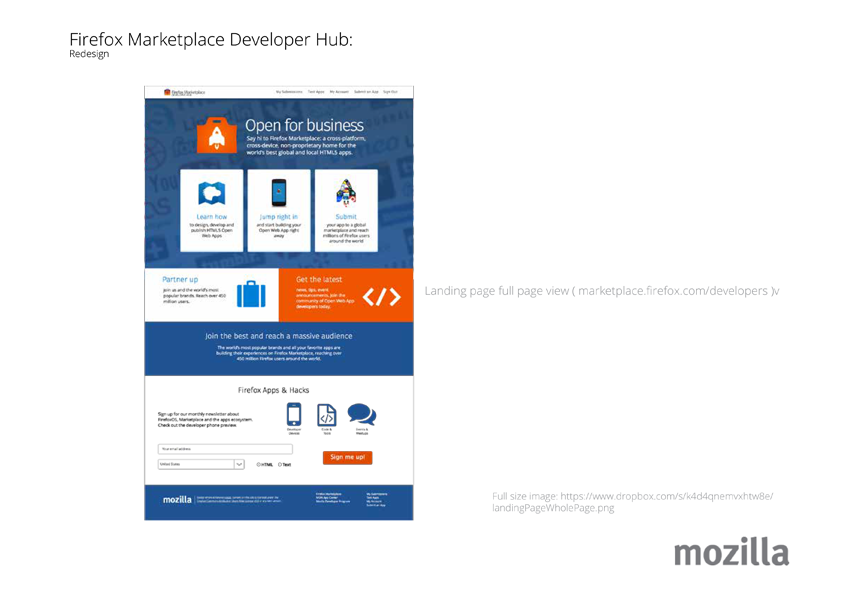 Firefox Marketplace Developer Hub:
Redesign
Firefox Marketplace
My Submissions Test Apps My Account Submit an App Sign Out
Open for business
Say hi to Firefox Marketplace: a cross-platform,
cross-device, non-proprietary home for the
world's best global and local HTML5 apps.
Learn how
to design, develop and
publish HTML5 Open
Web Apps
Jump right in
and start building your
Open Web App right
away
Submit
your app to a global
marketplace and reach
millions of Firefox users
around the world
Partner up
Join us and the world's most
popular brands. Reach over 400
million users.
Get the latest
news, tips, event
announcements, join the
community of Open Web App
developers today.
Landing page full page view ( marketplace.firefox.com/developers )v
Join the best and reach a massive audience
The world's most popular brands and all your favorite apps are
building their experiences on Firefox Marketplace, reaching over
400 million Firefox users around the world.
Firefox Apps & Hacks
Sign up for our monthly newsletter about
FirefoxOS, Marketplace and the apps ecosystem.
Check out the developer phone preview.
Your email address
United States
HTML Text
Sign me up!
mozilla
Full size image: https://www.dropbox.com/s/k4d4qnemvxhtw8e/
landingPageWholePage.png
mozilla